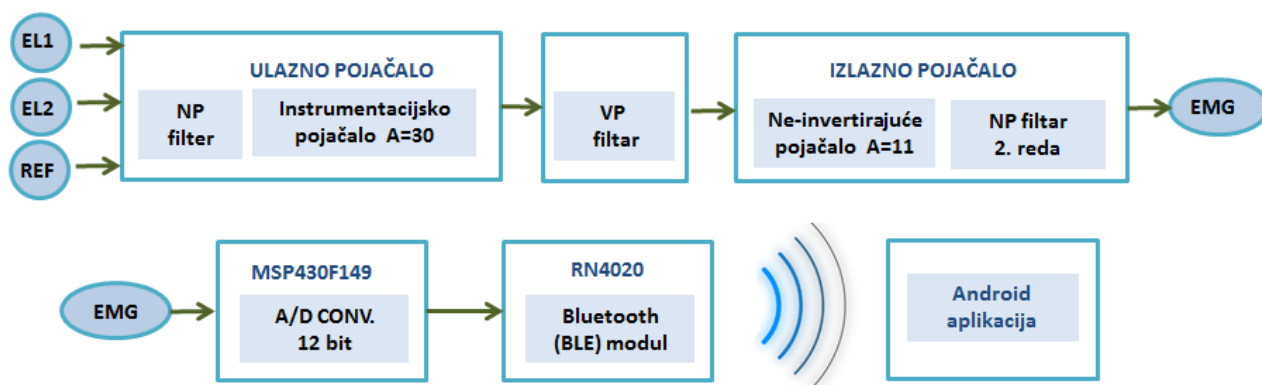 EL1
EL2
REF
ULAZNO POJAČALO
NP
filter
Instrumentacijsko
pojačalo A=30
VP
filtar
IZLAZNO POJAČALO
Ne-invertirajuće
pojačalo A=11
NP filtar
2. reda
EMG
EMG
MSP430F149
A/D CONV.
12 bit
RN4020
Bluetooth
(BLE) modul
Android
aplikacija